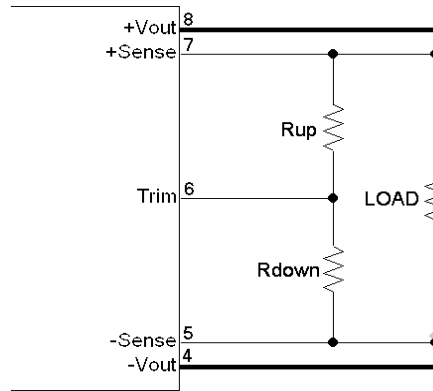 +Vout 8
+Sense 7
Rup
Trim 6
LOAD
Rdown
-Sense 5
-Vout 4